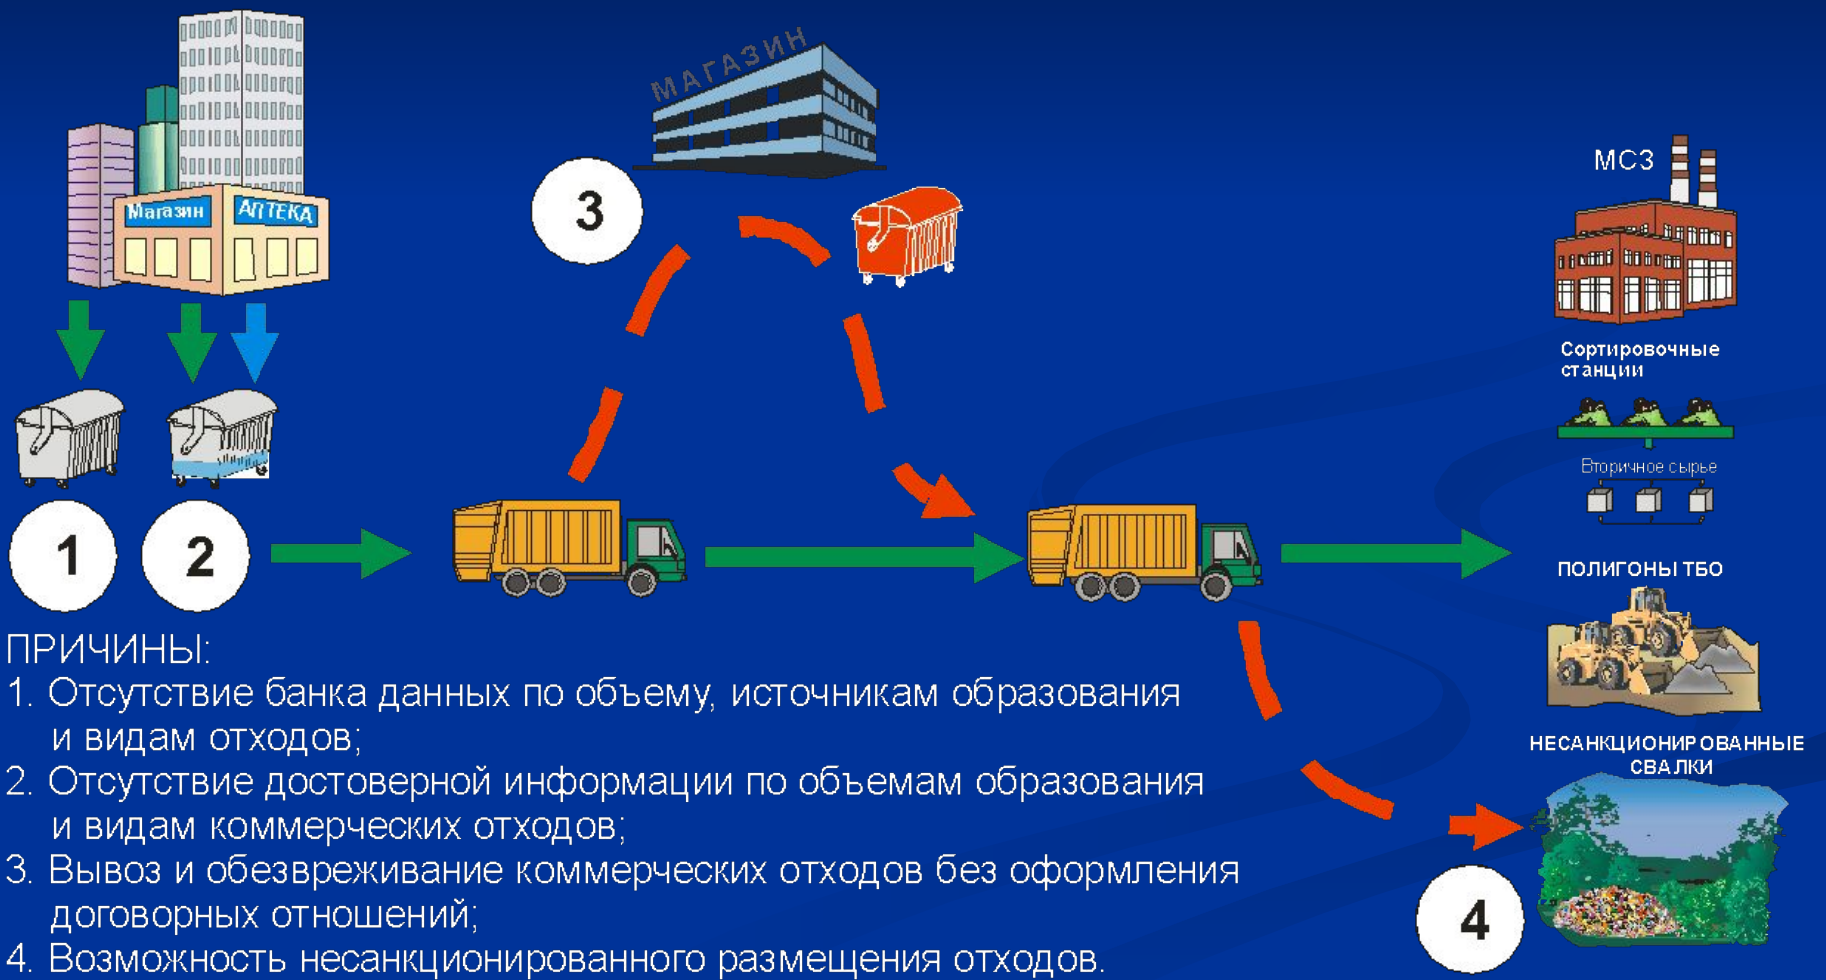 МАГАЗИН
Магазин
АПТЕКА
3
МСЗ
Сортировочные
станции
Вторичное сырье
1
2
ПОЛИГОНЫ ТБО
НЕСАНКЦИОНИРОВАННЫЕ
СВАЛКИ
4
ПРИЧИНЫ:
1. Отсутствие банка данных по объему, источникам образования
и видам отходов;
2. Отсутствие достоверной информации по объемам образования
и видам коммерческих отходов;
3. Вывоз и обезвреживание коммерческих отходов без оформления
договорных отношений;
4. Возможность несанкционированного размещения отходов.